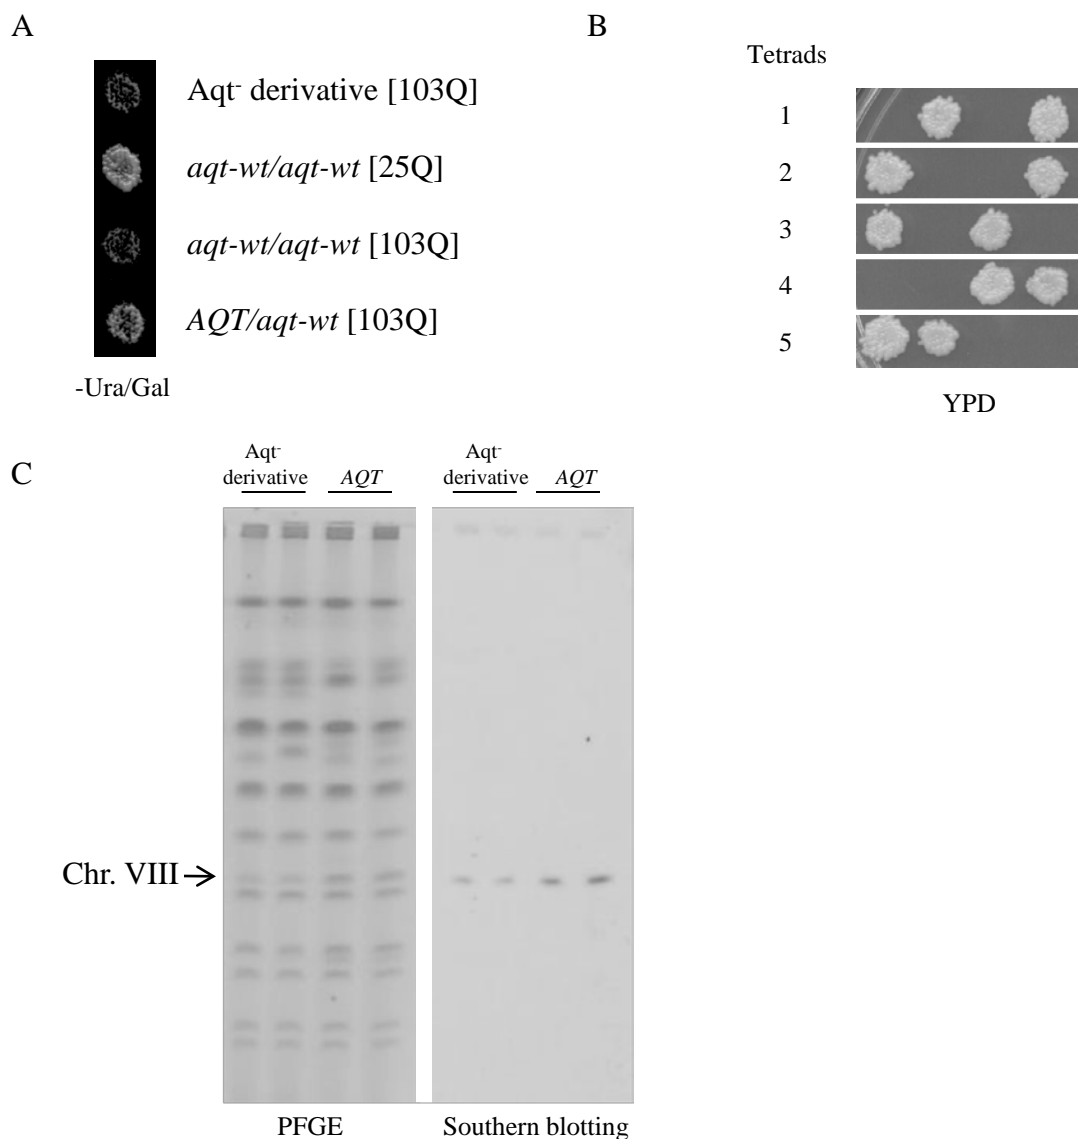 A
Aqt- derivative [103Q]
aqt-wt/aqt-wt [25Q]
aqt-wt/aqt-wt [103Q]
AQT/aqt-wt [103Q]
-Ura/Gal
B
Tetrads
1
2
3
4
5
YPD
C
Aqt-
derivative
AQT
Aqt-
derivative
AQT
Chr. VIII
PFGE
Southern blotting